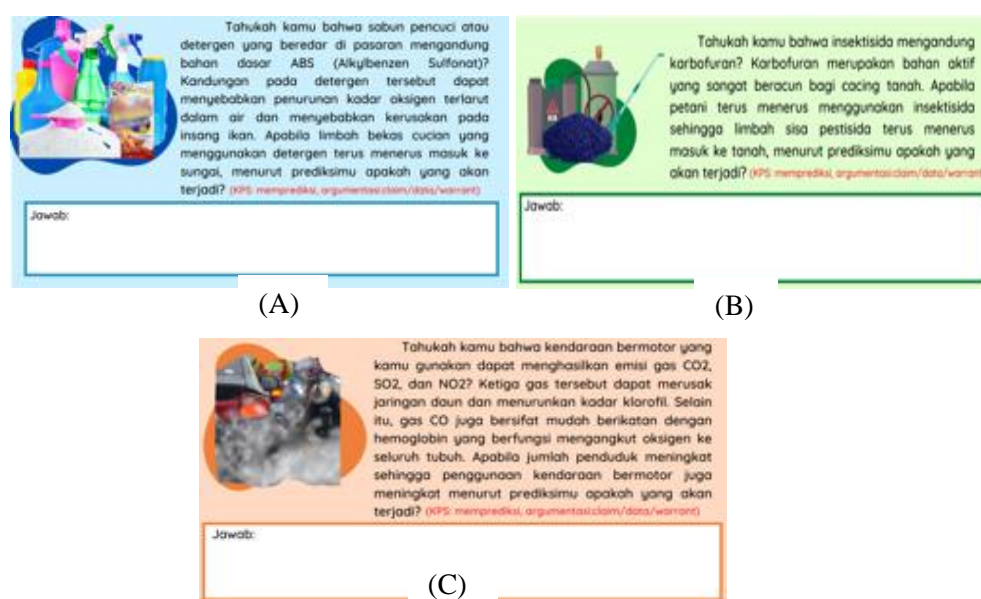 Tahukah kamu bahwa sabun pencuci atau
detergen yang beredar di pasaran mengandung
bahan dasar ABS (Alkylbenzen Sulfonat)?
Kandungan pada detergen tersebut dapat
menyebabkan penurunan kadar oksigen terlarut
dalam air dan menyebabkan kerusakan pada
insang ikan. Apabila limbah bekas cucian yang
menggunakan detergen terus menerus masuk ke
sungai, menurut prediksimu apakah yang akan
terjadi? (KPS: memprediksi, argumentasi:claim/data/warrant)
Jawab:
(A)
Tahukah kamu bahwa insektisida mengandung
karbofuran? Karbofuran merupakan bahan aktif
yang sangat beracun bagi cacing tanah. Apabila
petani terus menerus menggunakan insektisida
sehingga limbah sisa pestisida terus menerus
masuk ke tanah, menurut prediksimu apakah yang
akan terjadi? (KPS: memprediksi, argumentasi:claim/data/warrant
Jawab:
(B)
Tahukah kamu bahwa kendaraan bermotor yang
kamu gunakan dapat menghasilkan emisi gas CO2,
SO2, dan NO2? Ketiga gas tersebut dapat merusak
jaringan daun dan menurunkan kadar klorofil. Selain
itu, gas CO juga bersifat mudah berikatan dengan
hemoglobin yang berfungsi mengangkut oksigen ke
seluruh tubuh. Apabila jumlah penduduk meningkat
sehingga penggunaan kendaraan bermotor juga
meningkat menurut prediksimu apakah yang akan
terjadi? (KPS: memprediksi, argumentasi:claim/data/warrant)
Jawab:
(C)